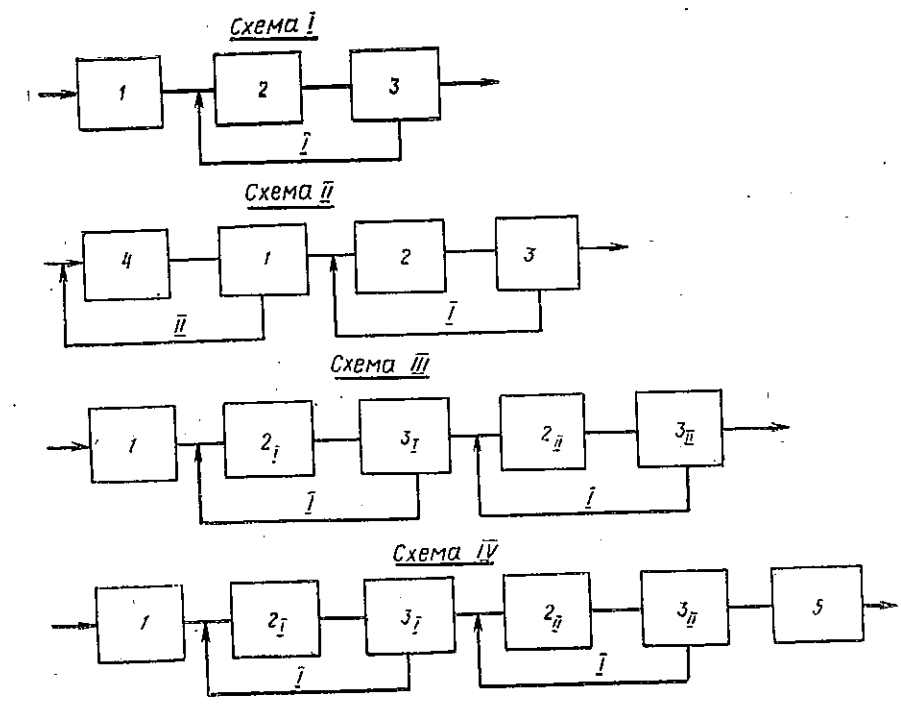 Схема I
1 2 3
I
Схема II
4 1 2 3
II I
Схема III
1 2I 3I 2II 3II
I I
Схема IV
1 2I 3I 2II 3II 5
I I